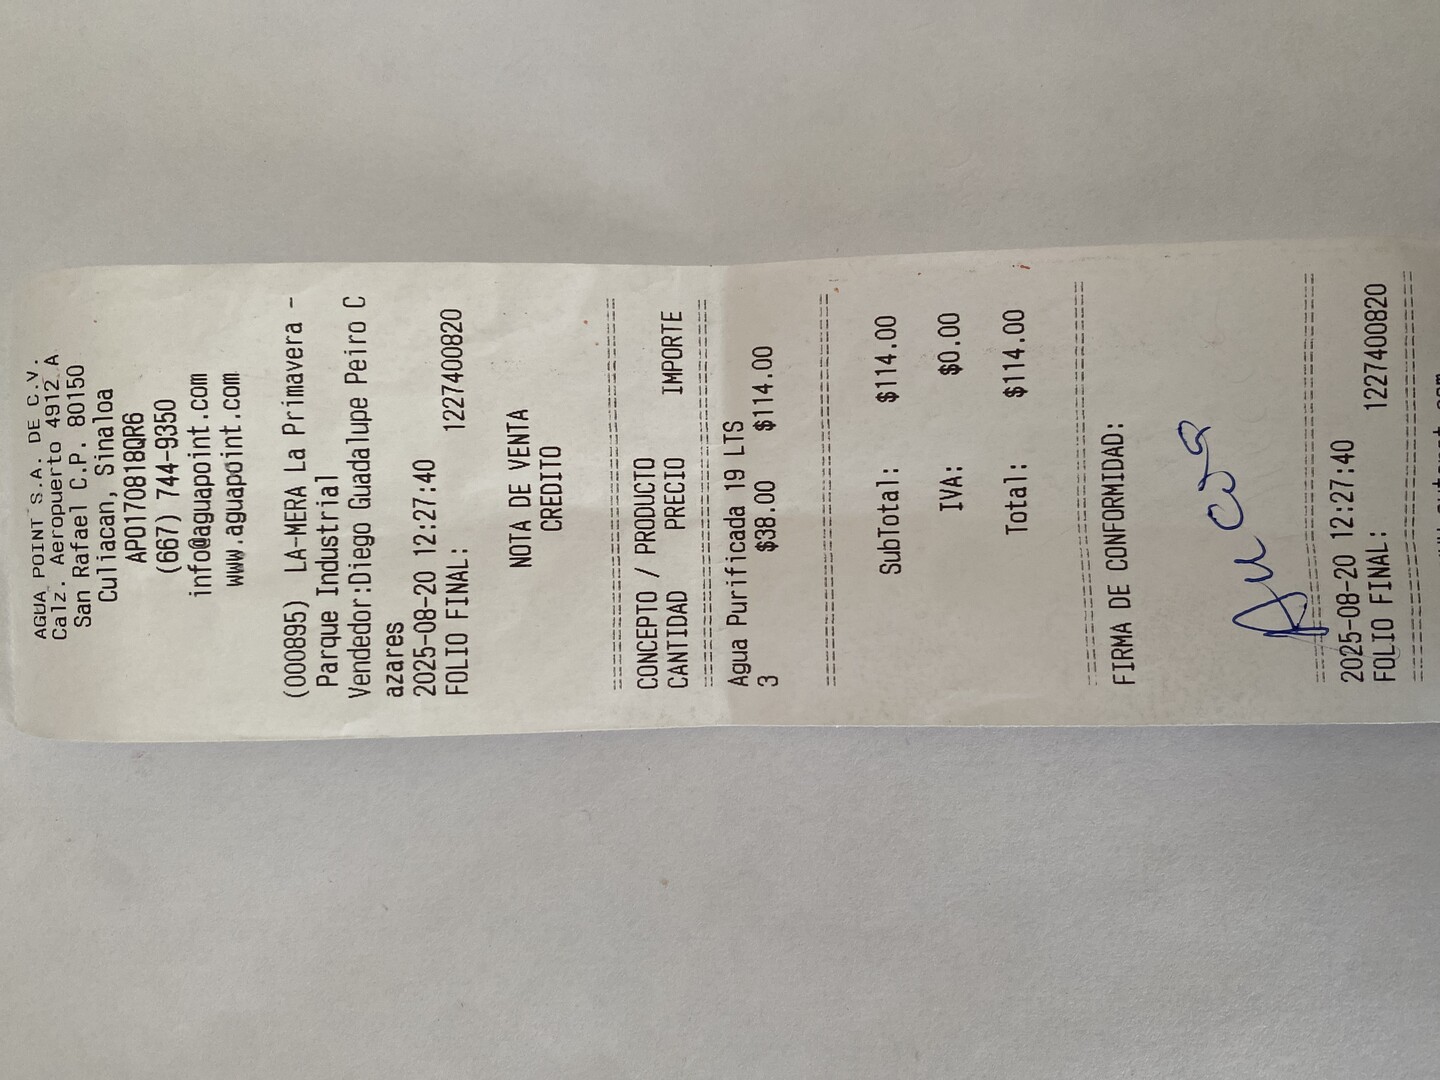 AGUA POINT S.A. DE C.V.
Calz. Aeropuerto 4912 A
San Rafael C.P. 80150
Culiacan, Sinaloa
APO170818QR6
(667) 744-9350
info@aguapoint.com
www.aguapoint.com
(000895) LA-MERA La Primavera -
Parque Industrial
Vendedor:Diego Guadalupe Peiro C
azares
2025-08-20 12:27:40
FOLIO FINAL: 1227400820
NOTA DE VENTA
CREDITO
================================
CONCEPTO / PRODUCTO
CANTIDAD PRECIO IMPORTE
================================
Agua Purificada 19 LTS
3 $38.00 $114.00
================================
SubTotal: $114.00
IVA: $0.00
Total: $114.00
================================
FIRMA DE CONFORMIDAD:
================================
2025-08-20 12:27:40
FOLIO FINAL: 1227400820
================================